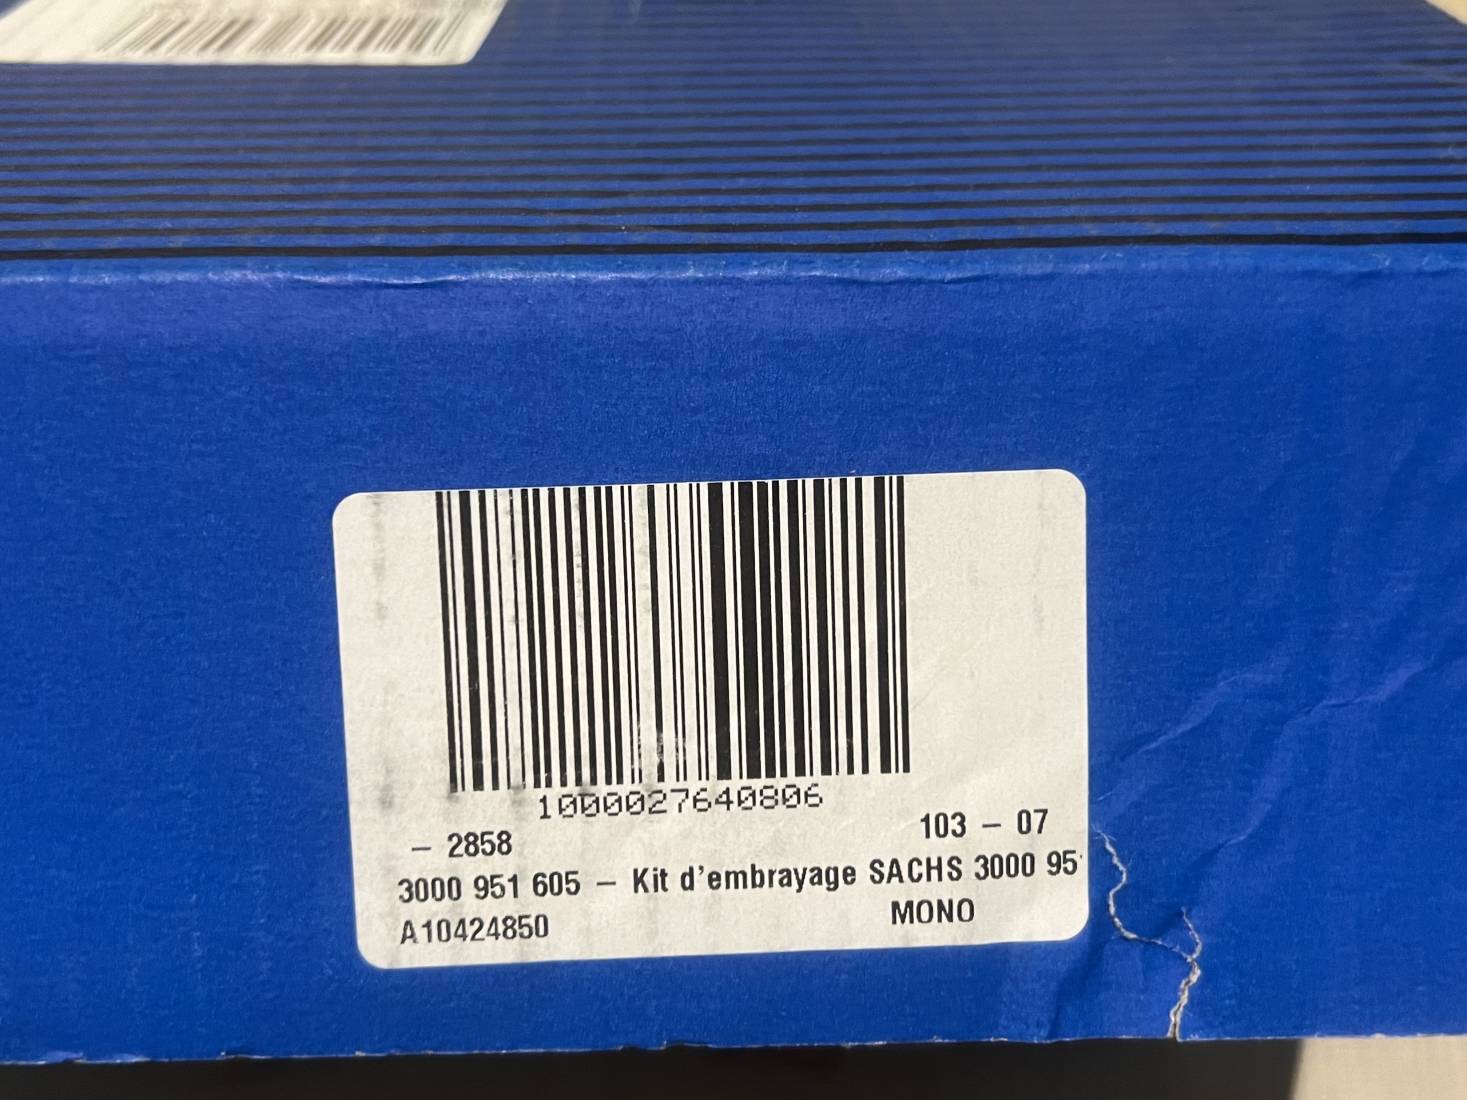 1000027640806
– 2858
103 – 07
3000 951 605 – Kit d'embrayage SACHS 3000 95
A10424850
MONO